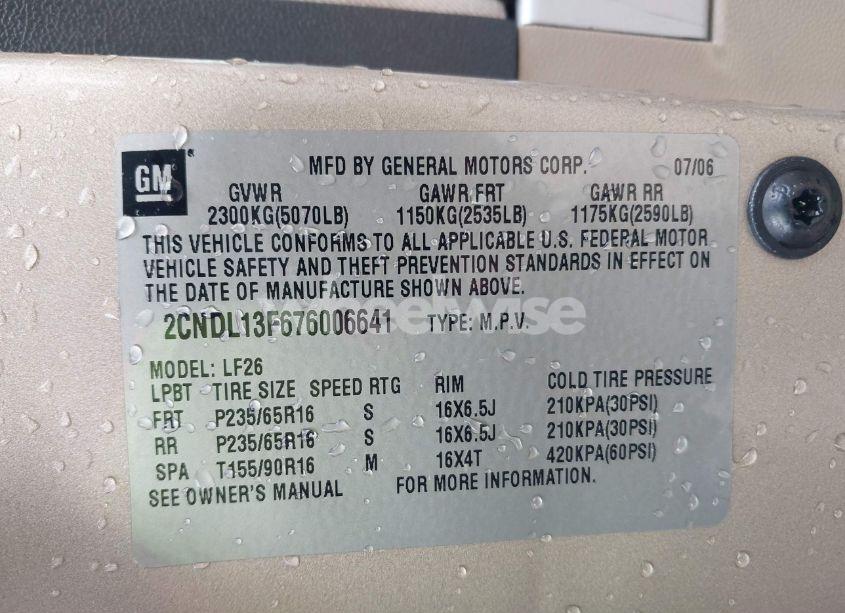 GM
MFD BY GENERAL MOTORS CORP. 07/06
GVWR GAWR FRT GAWR RR
2300KG(5070LB) 1150KG(2535LB) 1175KG(2590LB)
THIS VEHICLE CONFORMS TO ALL APPLICABLE U.S. FEDERAL MOTOR
VEHICLE SAFETY AND THEFT PREVENTION STANDARDS IN EFFECT ON
THE DATE OF MANUFACTURE SHOWN ABOVE.
2CNDL13F676006641 TYPE: M.P.V.
MODEL: LF26
LPBT TIRE SIZE SPEED RTG RIM COLD TIRE PRESSURE
FRT P235/65R16 S 16X6.5J 210KPA(30PSI)
RR P235/65R16 S 16X6.5J 210KPA(30PSI)
SPA T155/90R16 M 16X4T 420KPA(60PSI)
SEE OWNER'S MANUAL FOR MORE INFORMATION.